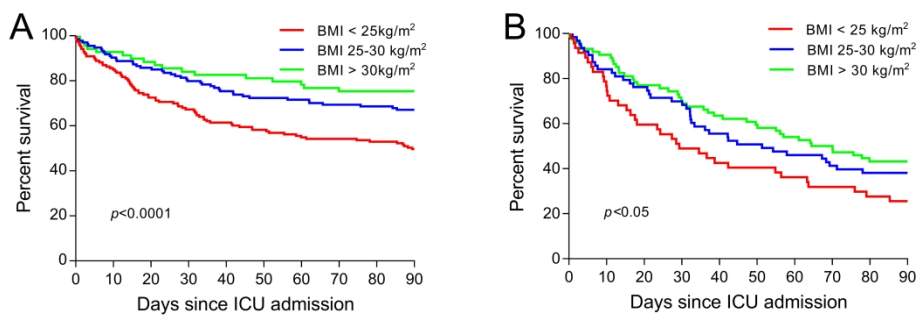 A
BMI < 25kg/m²
BMI 25-30 kg/m²
BMI > 30kg/m²
100
80
60
40
20
0
Percent survival
p<0.0001
0 10 20 30 40 50 60 70 80 90
Days since ICU admission
B
BMI < 25 kg/m²
BMI 25-30 kg/m²
BMI > 30 kg/m²
100
80
60
40
20
0
Percent survival
p<0.05
0 10 20 30 40 50 60 70 80 90
Days since ICU admission